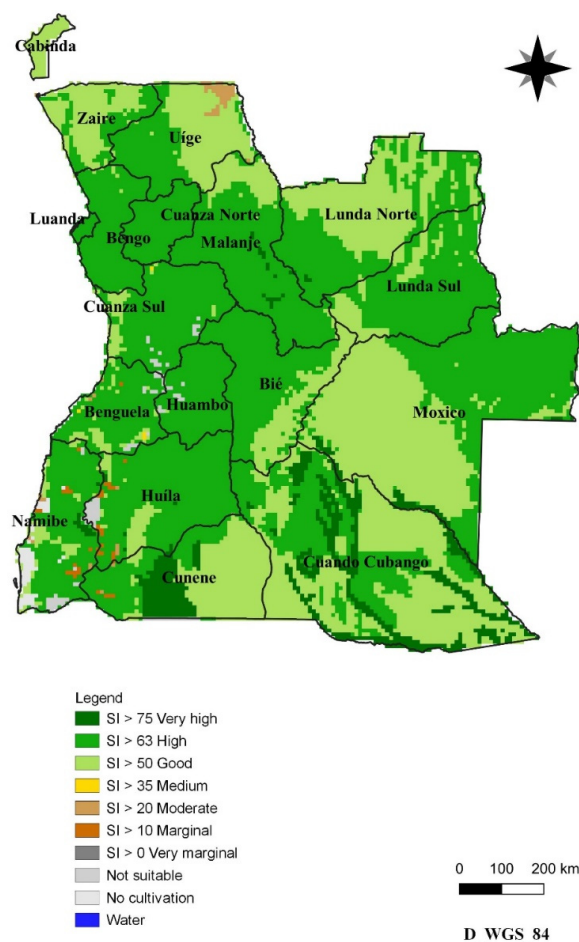 Cabinda
Zaire
Uíge
Luanda
Cuanza Norte
Lunda Norte
Bengo
Malanje
Lunda Sul
Cuanza Sul
Bié
Benguela
Huambo
Moxico
Huíla
Namibe
Cunene
Cuando Cubango
Legend
SI > 75 Very high
SI > 63 High
SI > 50 Good
SI > 35 Medium
SI > 20 Moderate
SI > 10 Marginal
SI > 0 Very marginal
Not suitable
No cultivation
Water
0 100 200 km
D_WGS_84